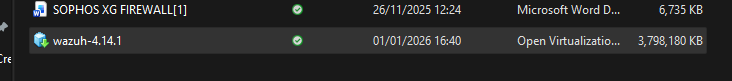 SOPHOS XG FIREWALL[1] 26/11/2025 12:24 Microsoft Word D... 6,735 KB
wazuh-4.14.1 01/01/2026 16:40 Open Virtualizatio... 3,798,180 KB
Cre